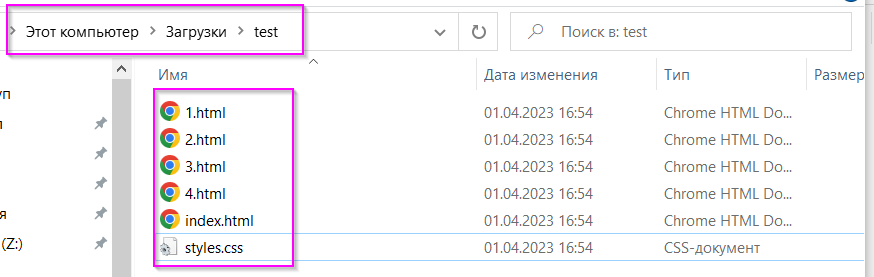 Этот компьютер > Загрузки > test
Поиск в: test
Имя Дата изменения Тип Размер
1.html 01.04.2023 16:54 Chrome HTML Do...
2.html 01.04.2023 16:54 Chrome HTML Do...
3.html 01.04.2023 16:54 Chrome HTML Do...
4.html 01.04.2023 16:54 Chrome HTML Do...
index.html 01.04.2023 16:54 Chrome HTML Do...
(Z:) styles.css 01.04.2023 16:54 CSS-документ